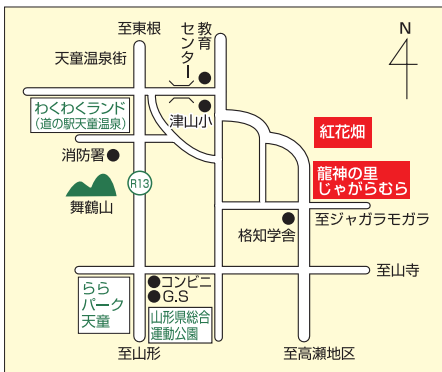 至東根
教育
センター
N
天童温泉街
わくわくランド
(道の駅天童温泉)
津山小
紅花畑
消防署
龍神の里
じゃがらむら
R13
舞鶴山
至ジャガラモガラ
格知学舎
至山寺
らら
パーク
天童
コンビニ
G.S
山形県総合
運動公園
至山形
至高瀬地区